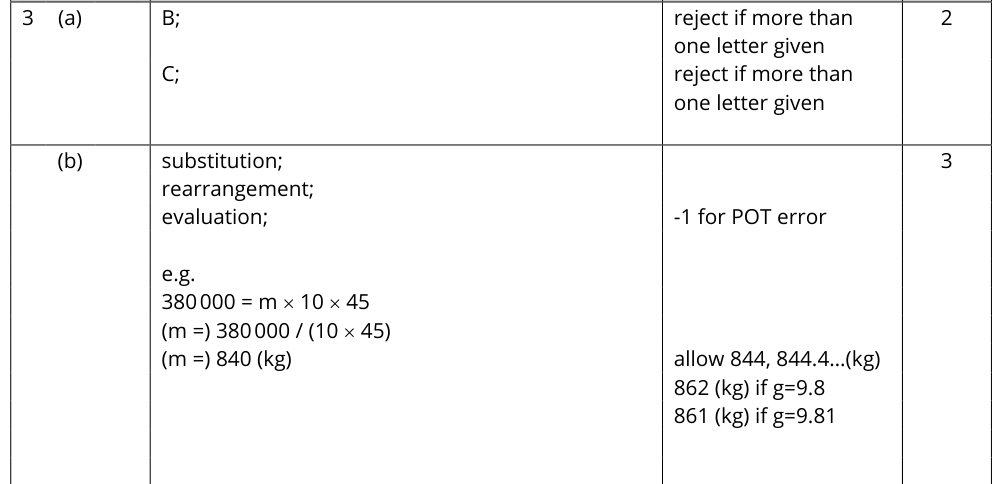 3 (a) B; reject if more than 2
one letter given
C; reject if more than
one letter given
(b) substitution; 3
rearrangement;
evaluation; -1 for POT error
e.g.
380 000 = m × 10 × 45
(m =) 380 000 / (10 × 45)
(m =) 840 (kg) allow 844, 844.4...(kg)
862 (kg) if g=9.8
861 (kg) if g=9.81